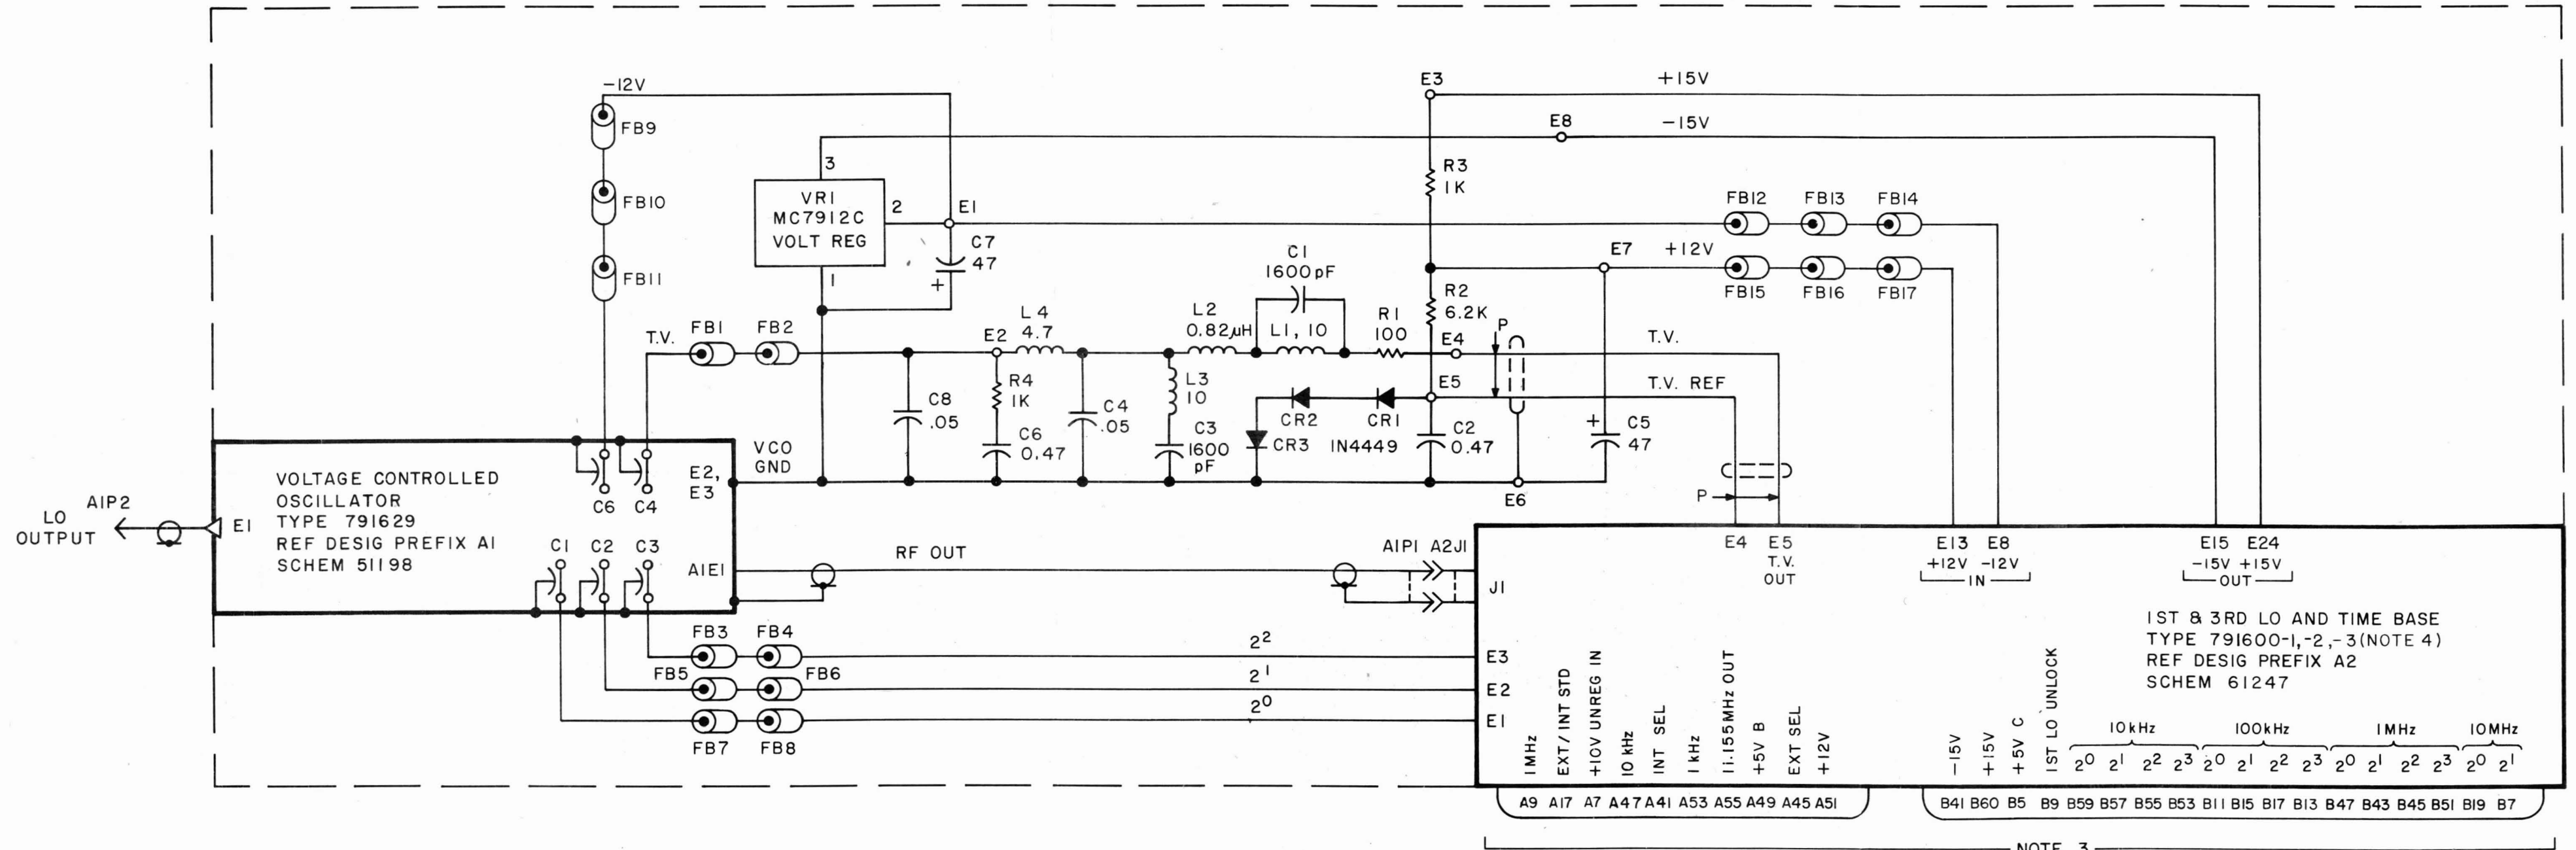 -12V
FB9
FB10
FB11
3
VR1
MC7912C
VOLT REG
2
1
E1
C7
47
+
E3
+15V
E8
-15V
R3
1K
FB12 FB13 FB14
E7 +12V
FB15 FB16 FB17
C1
1600pF
R2
6.2K
T.V.
FB1 FB2
E2
L4
4.7
L2
0.82µH
L1, 10
R1
100
E4
P
T.V.
R4
1K
L3
10
E5
T.V. REF
C8
.05
C6
0.47
C4
.05
C3
1600
pF
CR2
CR1
CR3
1N4449
C2
0.47
+
C5
47
VCO
GND
E6
P
LO
OUTPUT
A1P2
E1
VOLTAGE CONTROLLED
OSCILLATOR
TYPE 791629
REF DESIG PREFIX A1
SCHEM 51198
C6 C4
E2,
E3
C1 C2 C3
A1E1
RF OUT
A1P1 A2J1
J1
E4 E5
T.V.
OUT
E13 E8
+12V -12V
IN
E15 E24
-15V +15V
OUT
FB3 FB4
2²
E3
FB5 FB6
2¹
E2
2⁰
E1
FB7 FB8
1ST & 3RD LO AND TIME BASE
TYPE 791600-1,-2,-3(NOTE 4)
REF DESIG PREFIX A2
SCHEM 61247
1MHz
EXT/INT STD
+10V UNREG IN
10 kHz
INT SEL
1 kHz
11.155MHz OUT
+5V B
EXT SEL
+12V
-15V
+15V
+5V C
1ST LO UNLOCK
10kHz 100kHz 1MHz 10MHz
2⁰ 2¹ 2² 2³ 2⁰ 2¹ 2² 2³ 2⁰ 2¹ 2² 2³ 2⁰ 2¹
A9 A17 A7 A47 A41 A53 A55 A49 A45 A51
B41 B60 B5 B9 B59 B57 B55 B53 B11 B15 B17 B13 B47 B43 B45 B51 B19 B7
NOTE 3